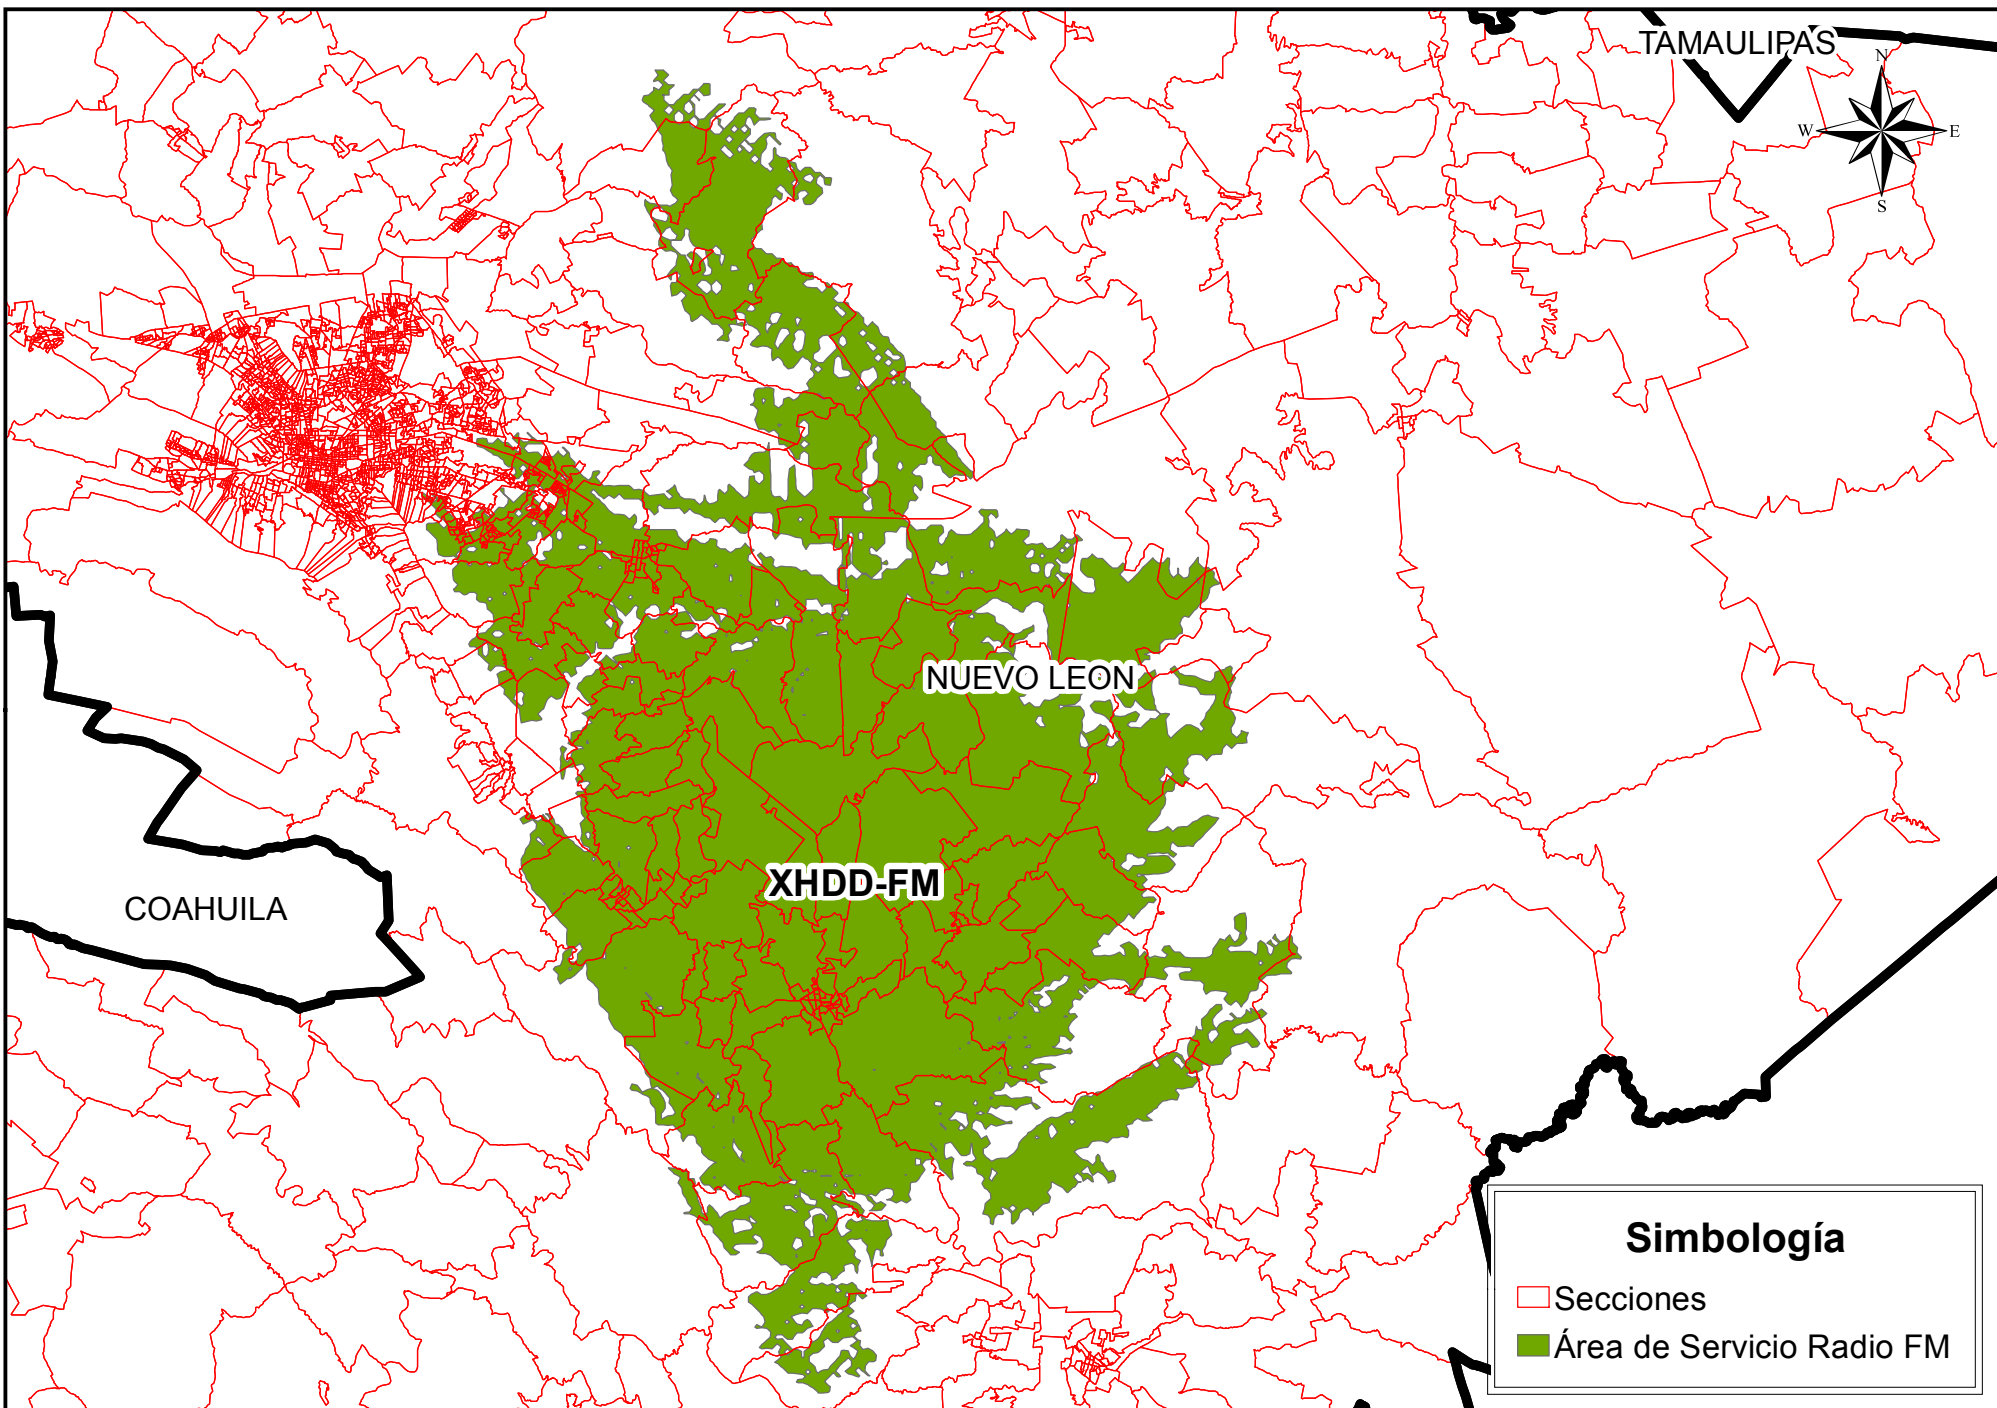 TAMAULIPAS
N
W E
S
NUEVO LEON
XHDD-FM
COAHUILA
Simbología
Secciones
Área de Servicio Radio FM